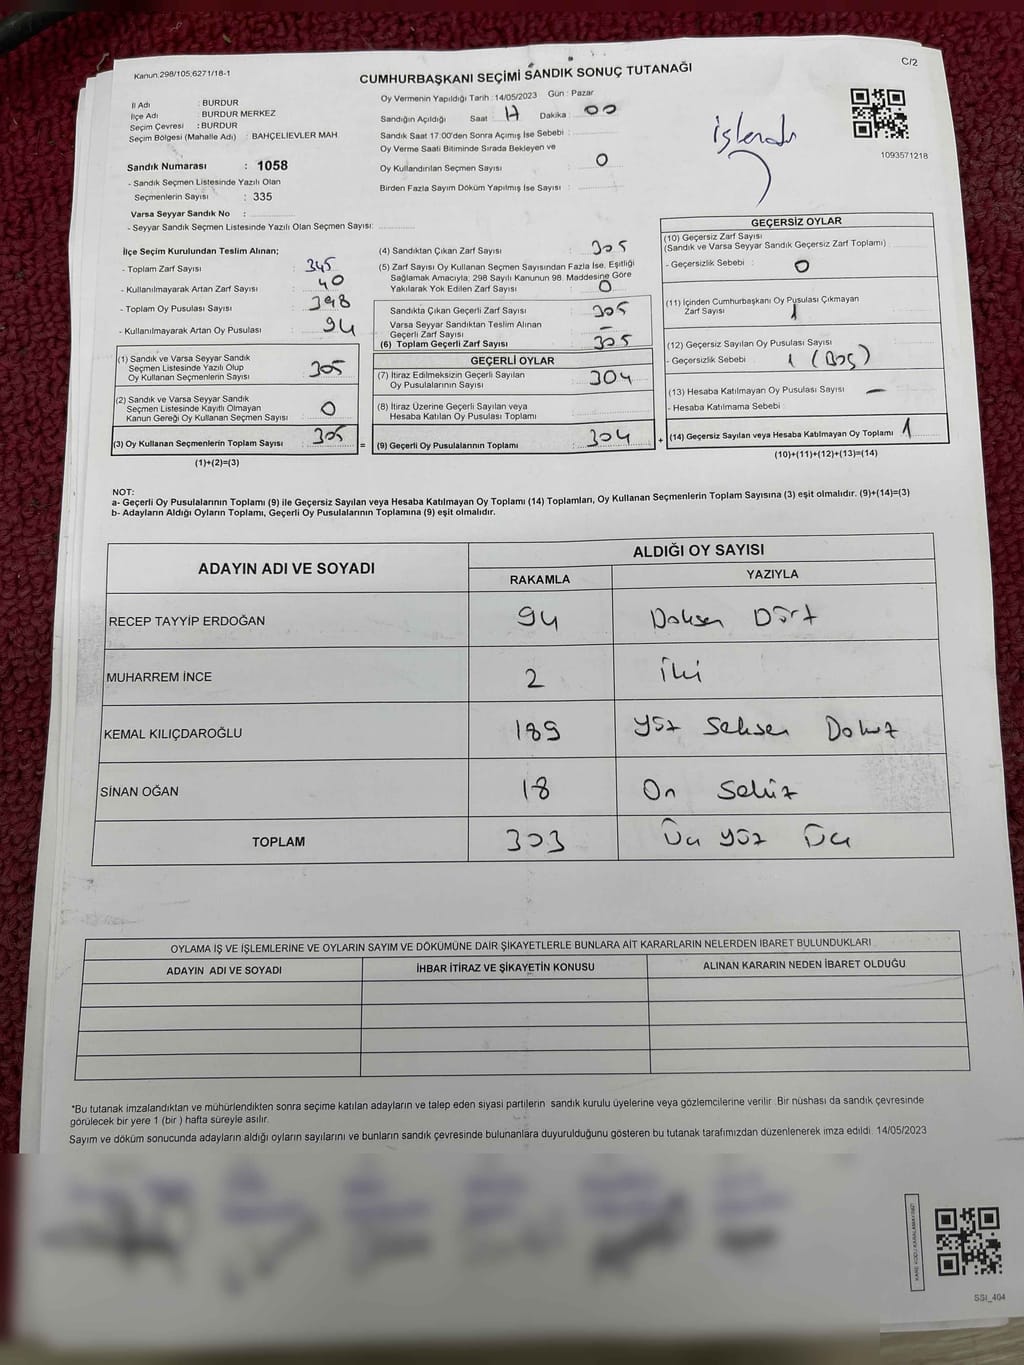 Kanun.298/105,6271/18-1
C/2
CUMHURBAŞKANI SEÇİMİ SANDIK SONUÇ TUTANAĞI
İl Adı : BURDUR
İlçe Adı : BURDUR MERKEZ
Seçim Çevresi : BURDUR
Seçim Bölgesi (Mahalle Adı) : BAHÇELİEVLER MAH.
Sandık Numarası : 1058
- Sandık Seçmen Listesinde Yazılı Olan
Seçmenlerin Sayısı : 335
Varsa Seyyar Sandık No :
- Seyyar Sandık Seçmen Listesinde Yazılı Olan Seçmen Sayısı:
Oy Vermenin Yapıldığı Tarih : 14/05/2023 Gün : Pazar
Sandığın Açıldığı Saat : 17 Dakika : 00
Sandık Saat 17:00'den Sonra Açımış İse Sebebi :
Oy Verme Saati Bitiminde Sırada Bekleyen ve
Oy Kullandırılan Seçmen Sayısı : 0
Birden Fazla Sayım Döküm Yapılmış İse Sayısı :
işlendi
1093571218
İlçe Seçim Kurulundan Teslim Alınan;
- Toplam Zarf Sayısı : 345
- Kullanılmayarak Artan Zarf Sayısı : 40
- Toplam Oy Pusulası Sayısı : 398
- Kullanılmayarak Artan Oy Pusulası : 94
(1) Sandık ve Varsa Seyyar Sandık
Seçmen Listesinde Yazılı Olup
Oy Kullanan Seçmenlerin Sayısı : 305
(2) Sandık ve Varsa Seyyar Sandık
Seçmen Listesinde Kayıtlı Olmayan
Kanun Gereği Oy Kullanan Seçmen Sayısı : 0
(3) Oy Kullanan Seçmenlerin Toplam Sayısı : 305 =
(1)+(2)=(3)
(4) Sandıktan Çıkan Zarf Sayısı : 305
(5) Zarf Sayısı Oy Kullanan Seçmen Sayısından Fazla İse, Eşitliği
Sağlamak Amacıyla, 298 Sayılı Kanunun 98. Maddesine Göre
Yakılarak Yok Edilen Zarf Sayısı : 0
Sandıkta Çıkan Geçerli Zarf Sayısı : 305
Varsa Seyyar Sandıktan Teslim Alınan
Geçerli Zarf Sayısı : –
(6) Toplam Geçerli Zarf Sayısı : 305
GEÇERLİ OYLAR
(7) İtiraz Edilmeksizin Geçerli Sayılan
Oy Pusulalarının Sayısı : 304
(8) İtiraz Üzerine Geçerli Sayılan veya
Hesaba Katılan Oy Pusulası Toplamı :
(9) Geçerli Oy Pusulalarının Toplamı : 304 +
GEÇERSİZ OYLAR
(10) Geçersiz Zarf Sayısı
(Sandık ve Varsa Seyyar Sandık Geçersiz Zarf Toplamı)
- Geçersizlik Sebebi : 0
(11) İçinden Cumhurbaşkanı Oy Pusulası Çıkmayan
Zarf Sayısı : 1
(12) Geçersiz Sayılan Oy Pusulası Sayısı
- Geçersizlik Sebebi : 1 (Boş)
(13) Hesaba Katılmayan Oy Pusulası Sayısı –
- Hesaba Katılmama Sebebi
(14) Geçersiz Sayılan veya Hesaba Katılmayan Oy Toplamı : 1
(10)+(11)+(12)+(13)=(14)
NOT:
a- Geçerli Oy Pusulalarının Toplamı (9) ile Geçersiz Sayılan veya Hesaba Katılmayan Oy Toplamı (14) Toplamları, Oy Kullanan Seçmenlerin Toplam Sayısına (3) eşit olmalıdır. (9)+(14)=(3)
b- Adayların Aldığı Oyların Toplamı, Geçerli Oy Pusulalarının Toplamına (9) eşit olmalıdır.
ADAYIN ADI VE SOYADI ALDIĞI OY SAYISI
RAKAMLA YAZIYLA
RECEP TAYYİP ERDOĞAN 94 Doksan Dört
MUHARREM İNCE 2 İki
KEMAL KILIÇDAROĞLU 189 Yüz Seksen Dokuz
SİNAN OĞAN 18 On Sekiz
TOPLAM 303 Üç Yüz Üç
OYLAMA İŞ VE İŞLEMLERİNE VE OYLARIN SAYIM VE DÖKÜMÜNE DAİR ŞİKAYETLERLE BUNLARA AİT KARARLARIN NELERDEN İBARET BULUNDUKLARI
ADAYIN ADI VE SOYADI İHBAR İTİRAZ VE ŞİKAYETİN KONUSU ALINAN KARARIN NEDEN İBARET OLDUĞU
*Bu tutanak imzalandıktan ve mühürlendikten sonra seçime katılan adayların ve talep eden siyasi partilerin sandık kurulu üyelerine veya gözlemcilerine verilir .Bir nüshası da sandık çevresinde
görülecek bir yere 1 (bir ) hafta süreyle asılır.
Sayım ve döküm sonucunda adayların aldığı oyların sayılarını ve bunların sandık çevresinde bulunanlara duyurulduğunu gösteren bu tutanak tarafımızdan düzenlenerek imza edildi. 14/05/2023
KARE KODU KARALAMAYINIZ!
SSI_404